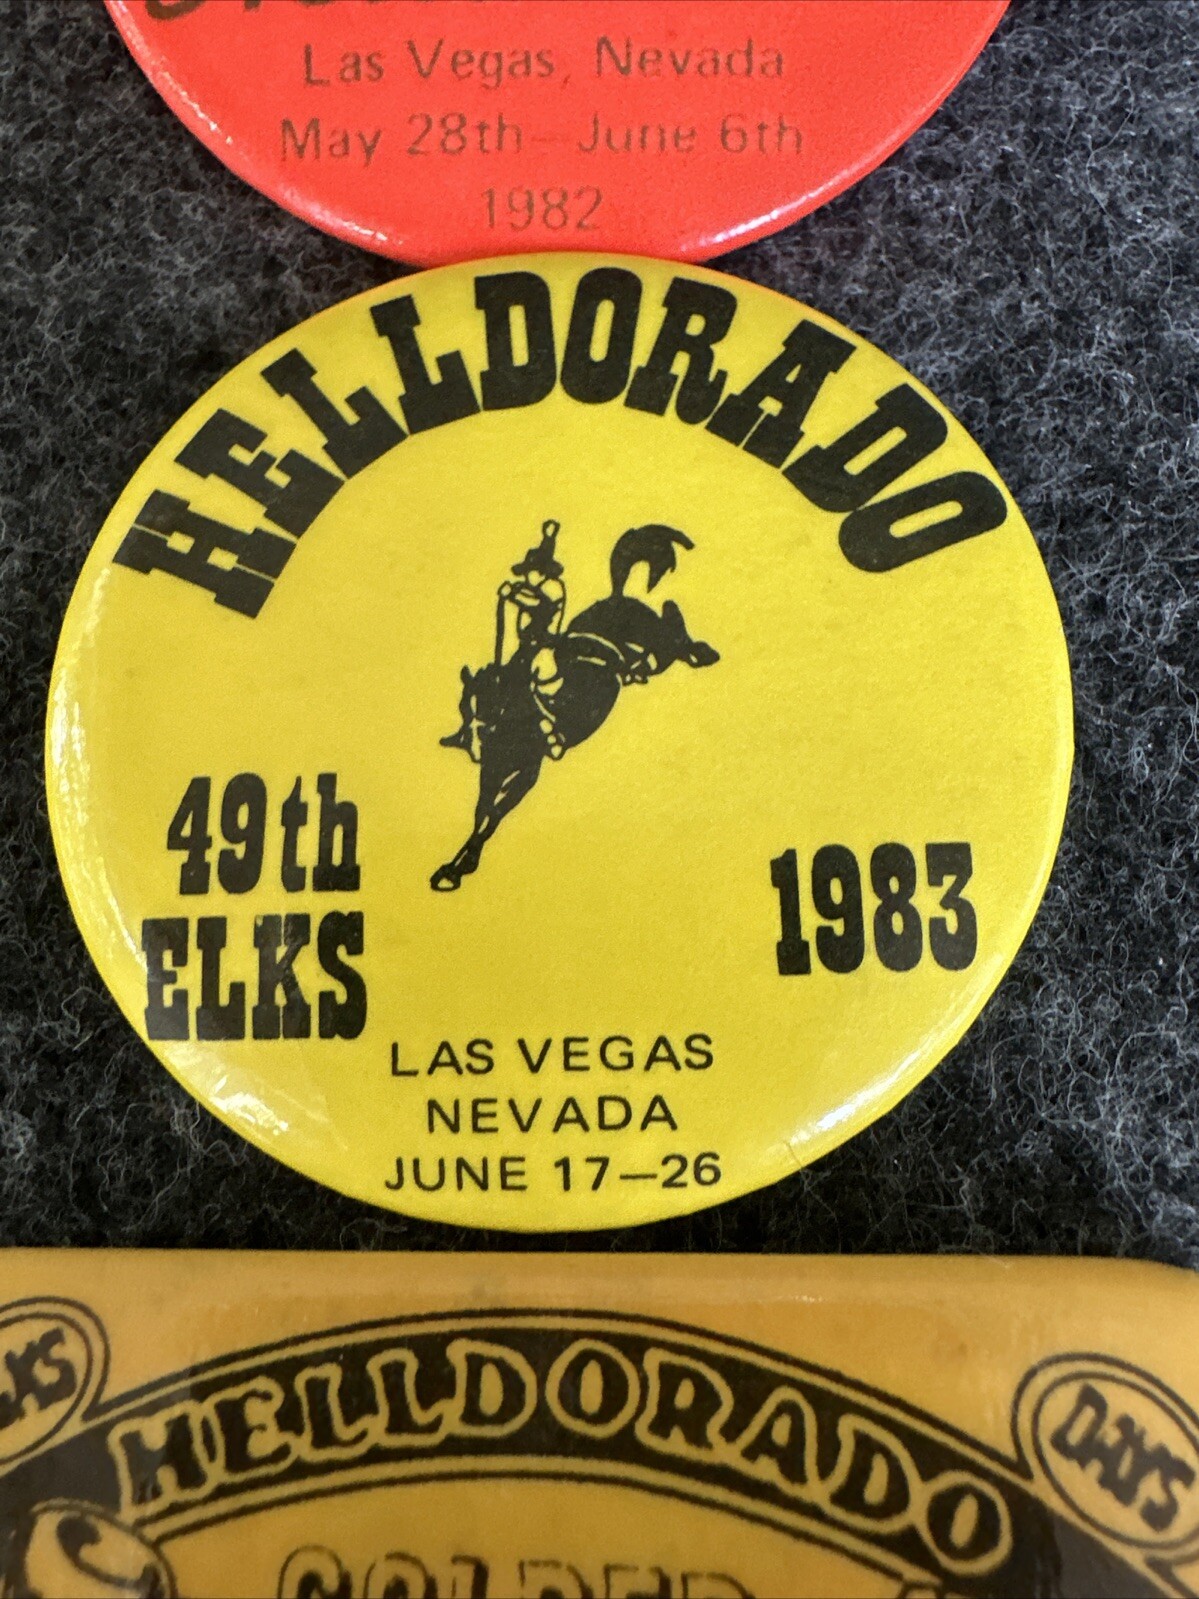 Las Vegas, Nevada
May 28th—June 6th
1982
HELLDORADO
49th
ELKS
1983
LAS VEGAS
NEVADA
JUNE 17—26
HELLDORADO
DAYS